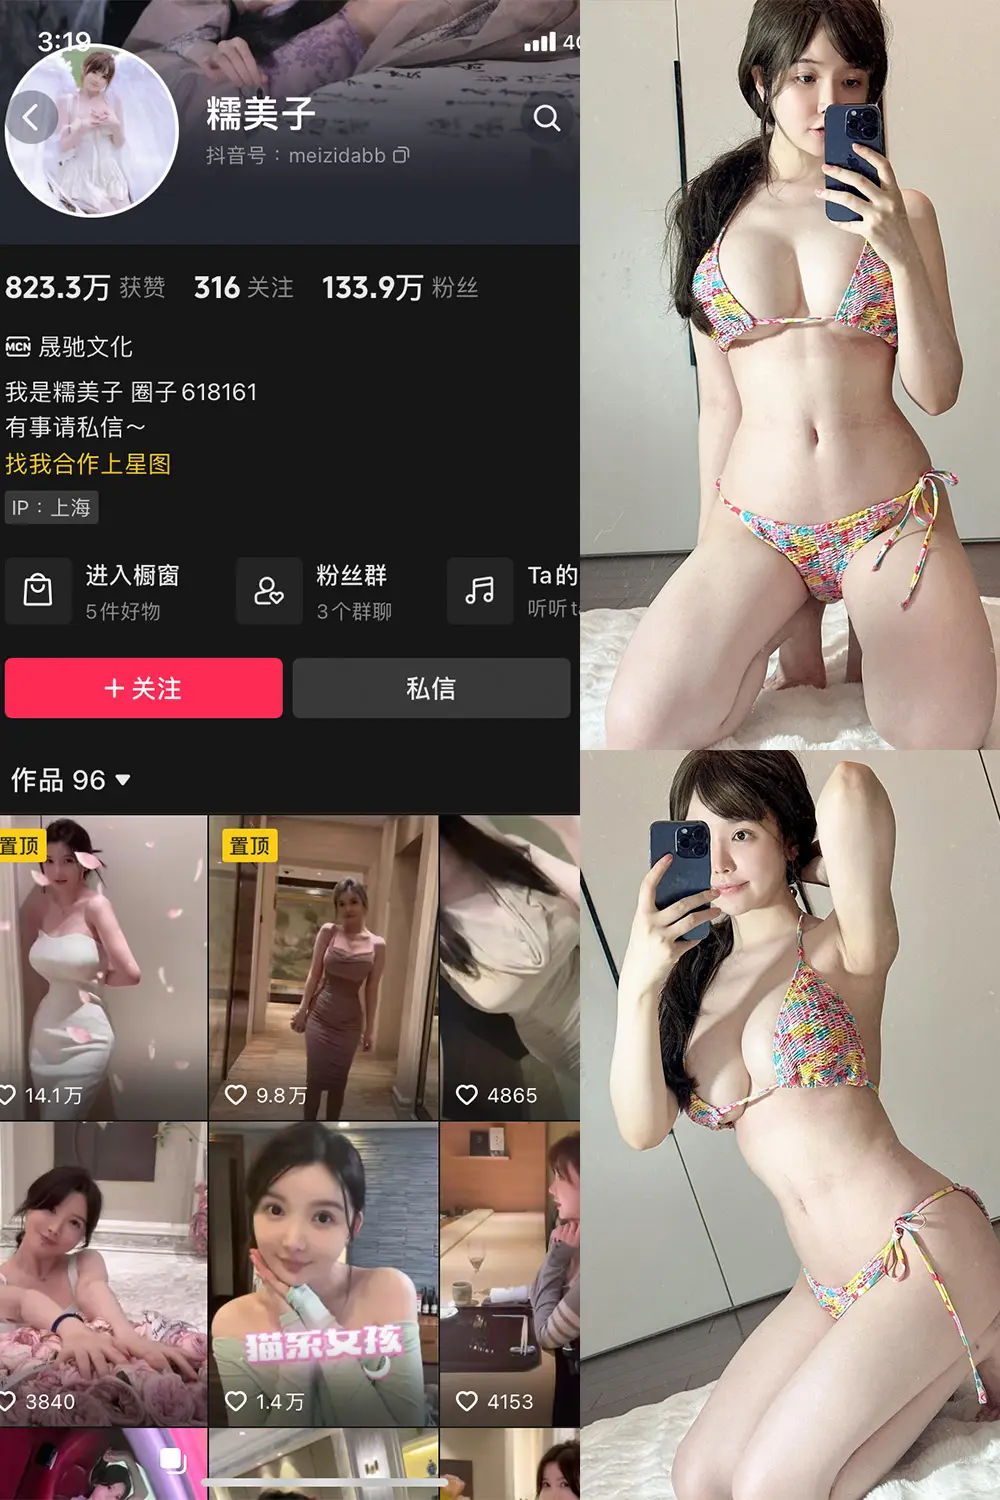 3:19
4G
糯美子
抖音号：meizidabb
823.3万 获赞 316 关注 133.9万 粉丝
MCN 晟驰文化
我是糯美子 圈子618161
有事请私信～
找我合作上星图
IP：上海
进入橱窗
5件好物
粉丝群
3个群聊
Ta的
听听t
＋关注
私信
作品 96
置顶
置顶
14.1万
9.8万
4865
猫系女孩
3840
1.4万
4153